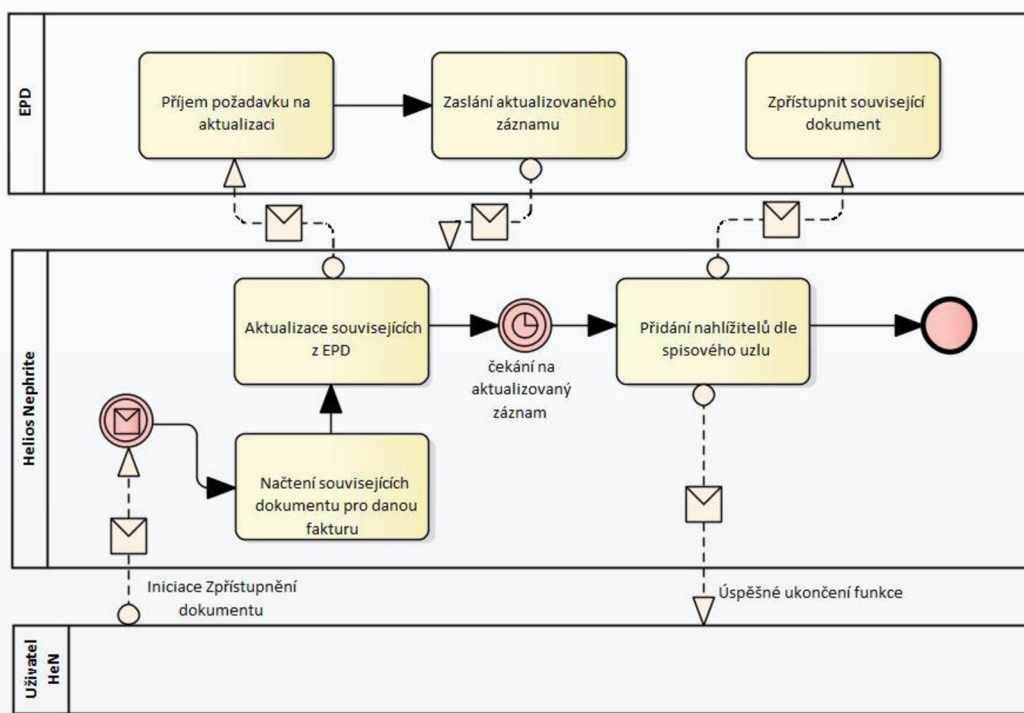 EPD
Příjem požadavku na
aktualizaci
Zaslání aktualizovaného
záznamu
Zpřístupnit související
dokument
Helios Nephrite
Aktualizace souvisejících
z EPD
čekání na
aktualizovaný
záznam
Přidání nahlížitelů dle
spisového uzlu
Načtení souvisejících
dokumentu pro danou
fakturu
Iniciace Zpřístupnění
dokumentu
Úspěšné ukončení funkce
Uživatel
HeN